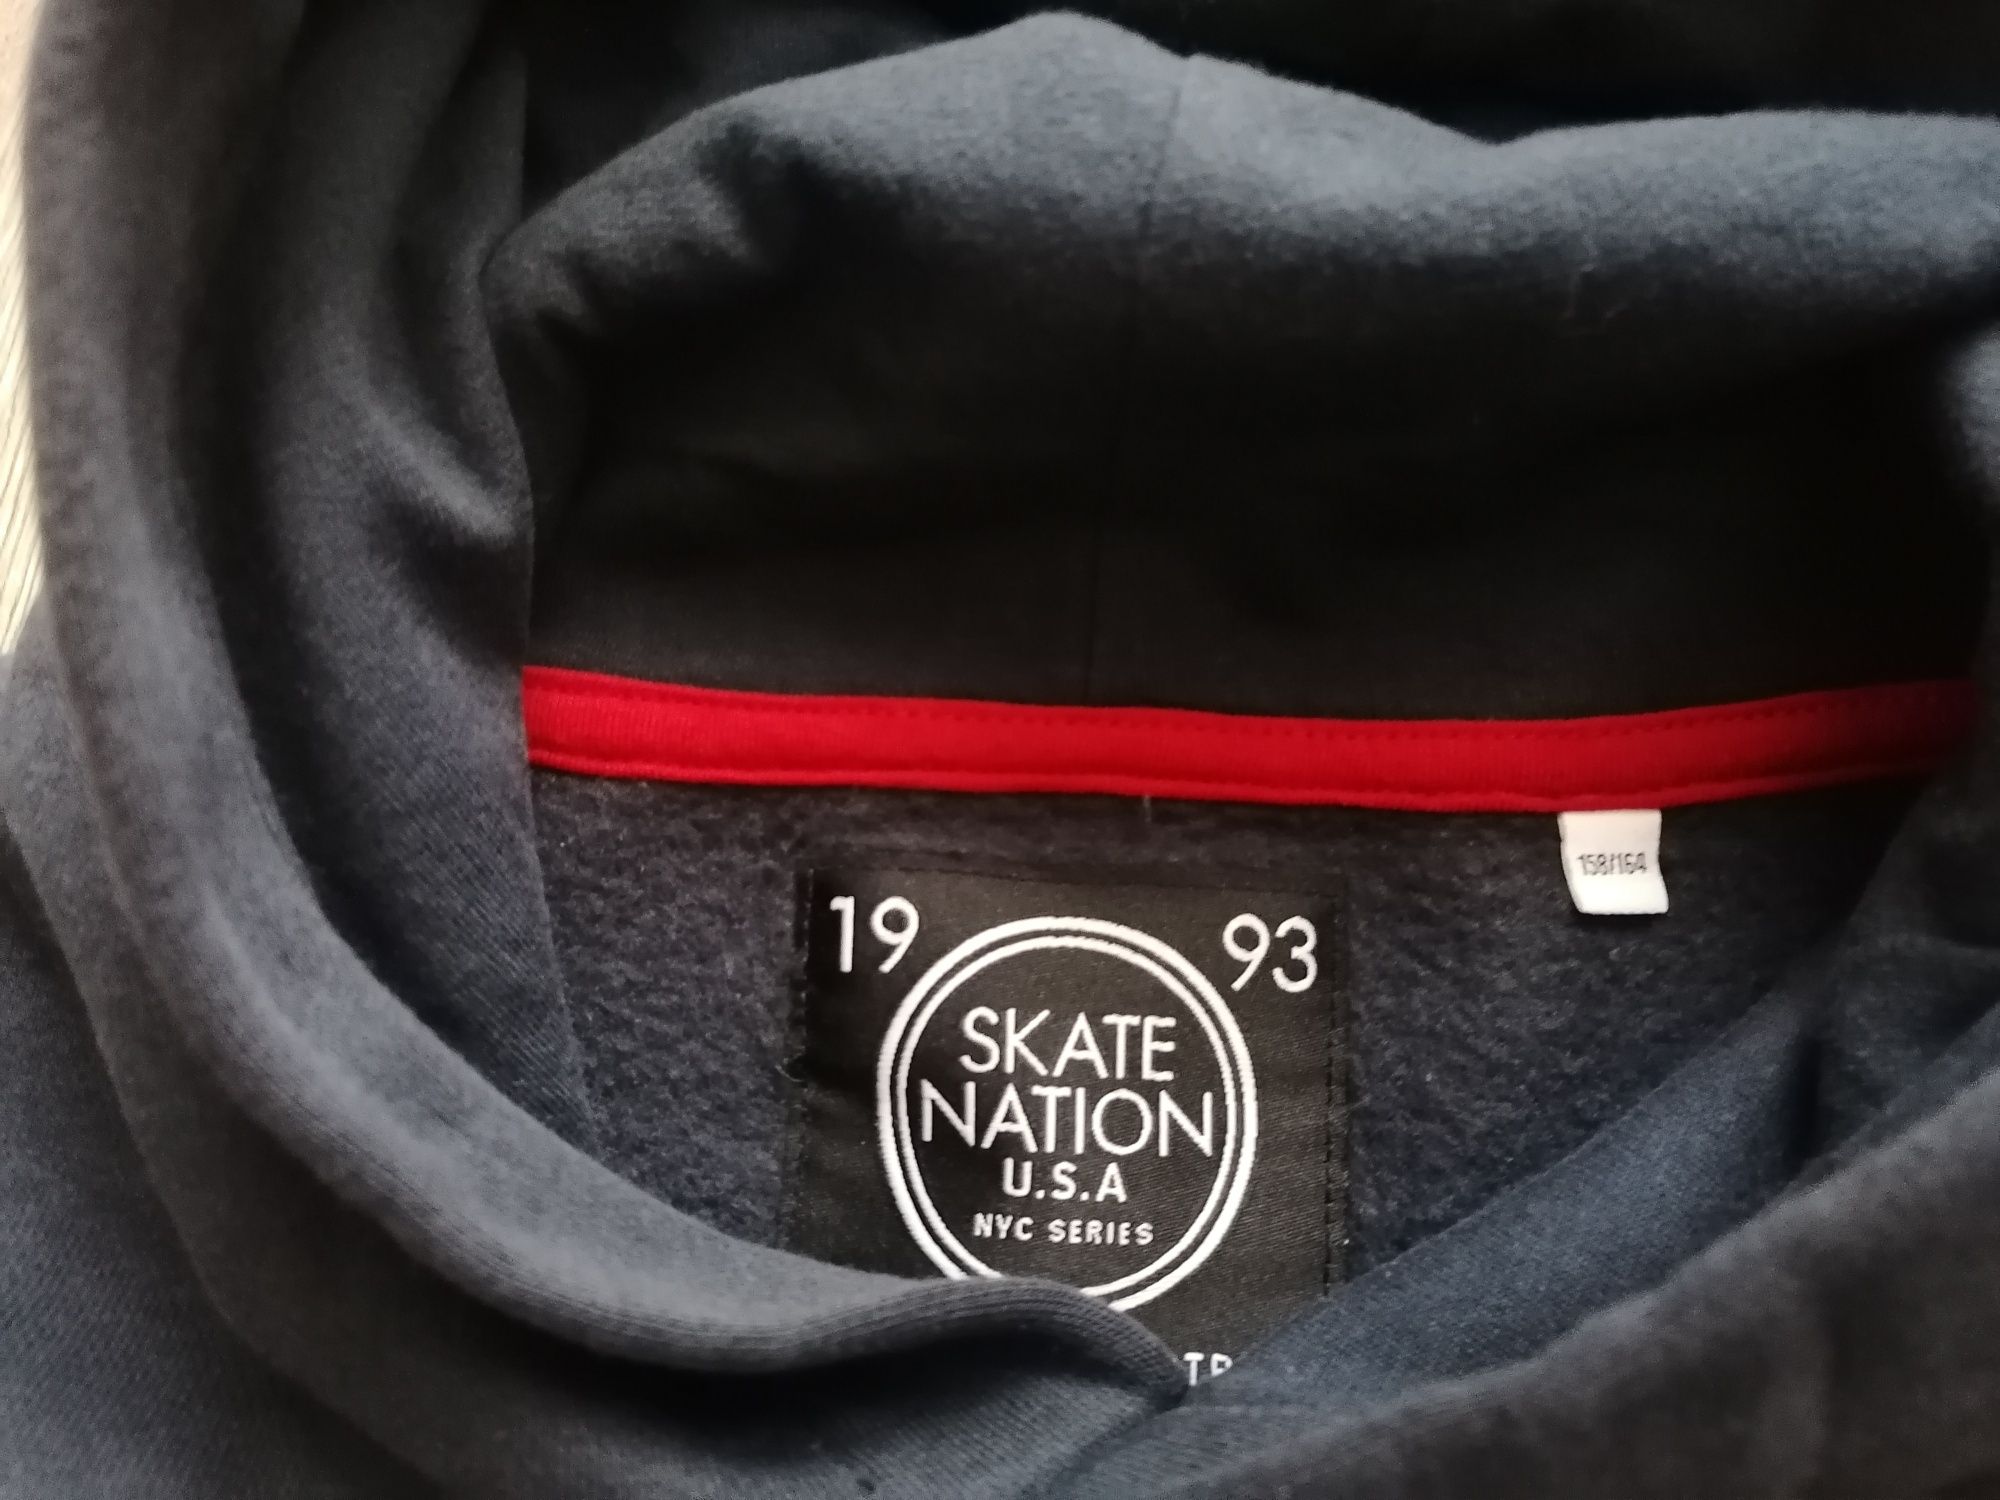 19 93
SKATE
NATION
U.S.A
NYC SERIES
158/164